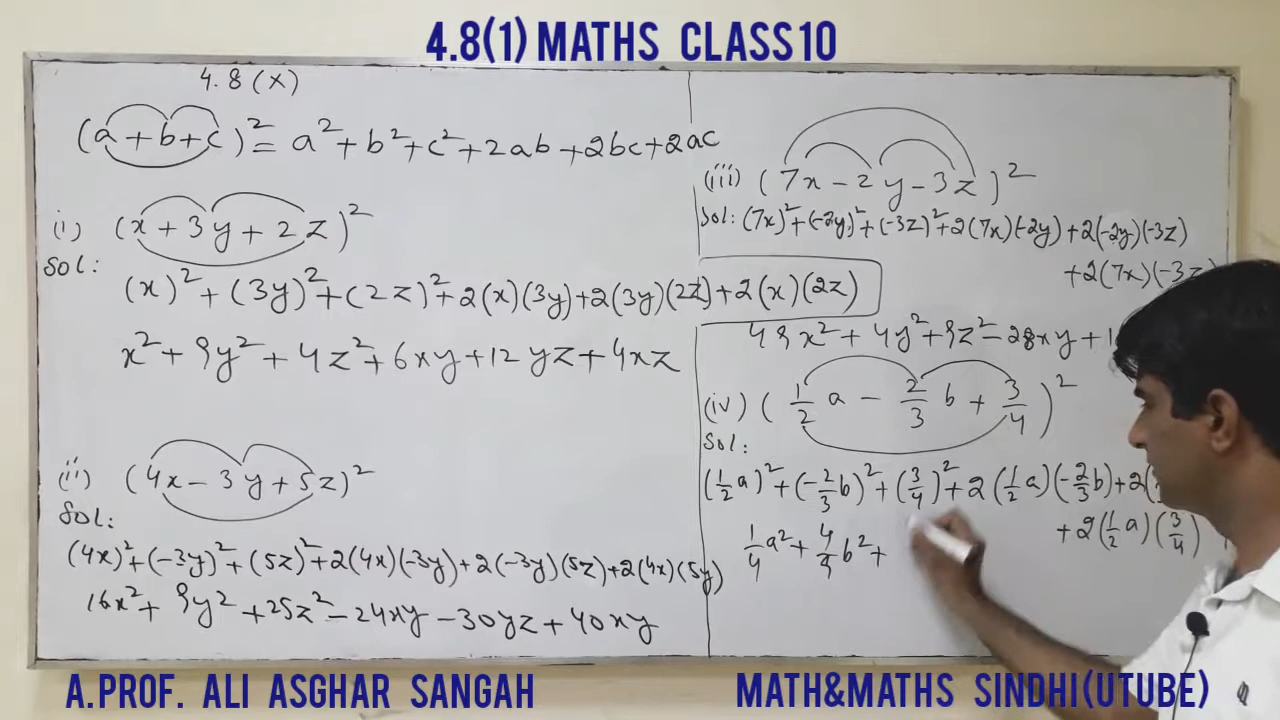 4.8(1) MATHS CLASS 10
4.8 (x)
(a+b+c)² = a²+b²+c²+2ab+2bc+2ac
(i) (x+3y+2z)²
Sol:
(x)²+(3y)²+(2z)²+2(x)(3y)+2(3y)(2z)+2(x)(2z)
x²+9y²+4z²+6xy+12yz+4xz
(ii) (4x-3y+5z)²
Sol:
(4x)²+(-3y)²+(5z)²+2(4x)(-3y)+2(-3y)(5z)+2(4x)(5y)
16x²+9y²+25z²-24xy-30yz+40xy
(iii) (7x-2y-3z)²
Sol: (7x)²+(-2y)²+(-3z)²+2(7x)(-2y)+2(-2y)(-3z)
+2(7x)(-3z
49x²+4y²+9z²-28xy+1
(iv) (1/2 a - 2/3 b + 3/4)²
Sol:
(1/2 a)²+(-2/3 b)²+(3/4)²+2(1/2 a)(-2/3 b)+2(
+2(1/2 a)(3/4)
1/4 a²+4/9 b²+
A.PROF. ALI ASGHAR SANGAH
MATH&MATHS SINDHI(UTUBE)